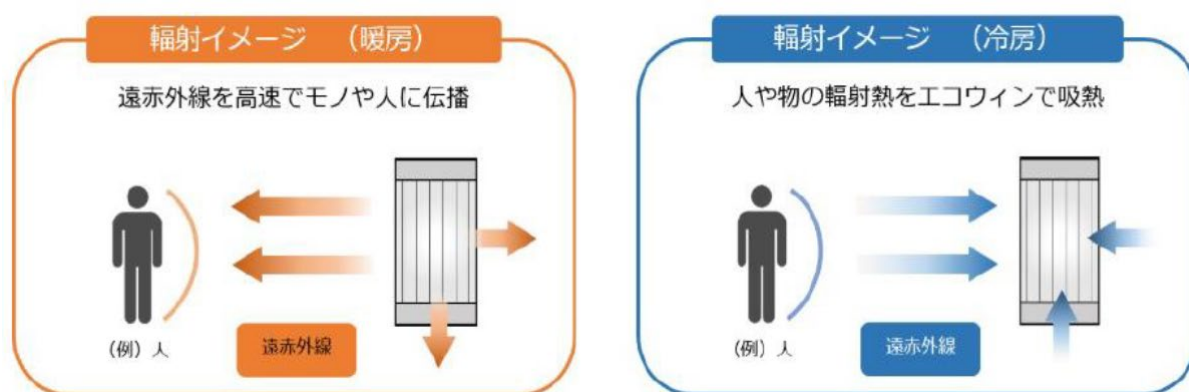 輻射イメージ　（暖房）
遠赤外線を高速でモノや人に伝播
（例）人
遠赤外線
輻射イメージ　（冷房）
人や物の輻射熱をエコウィンで吸熱
（例）人
遠赤外線